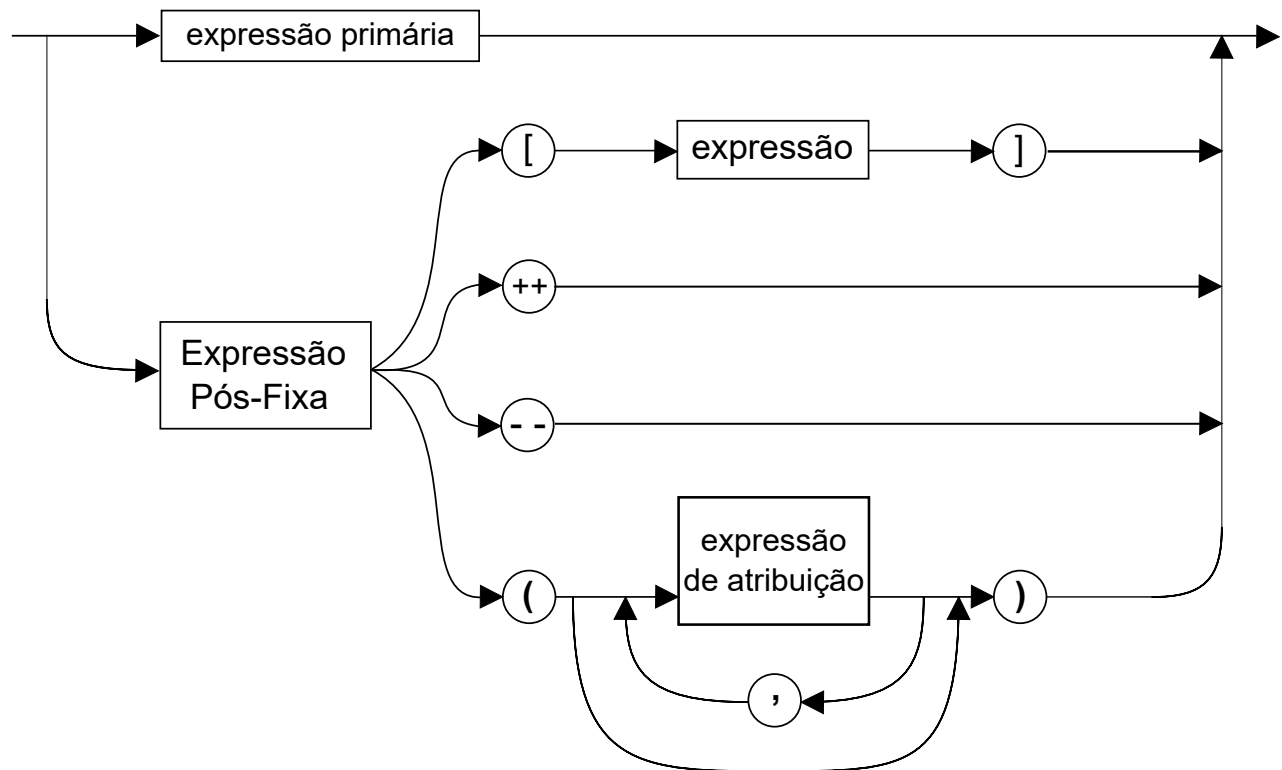 expressão primária
[
expressão
]
++
Expressão
Pós-Fixa
- -
expressão
de atribuição
(
)
,